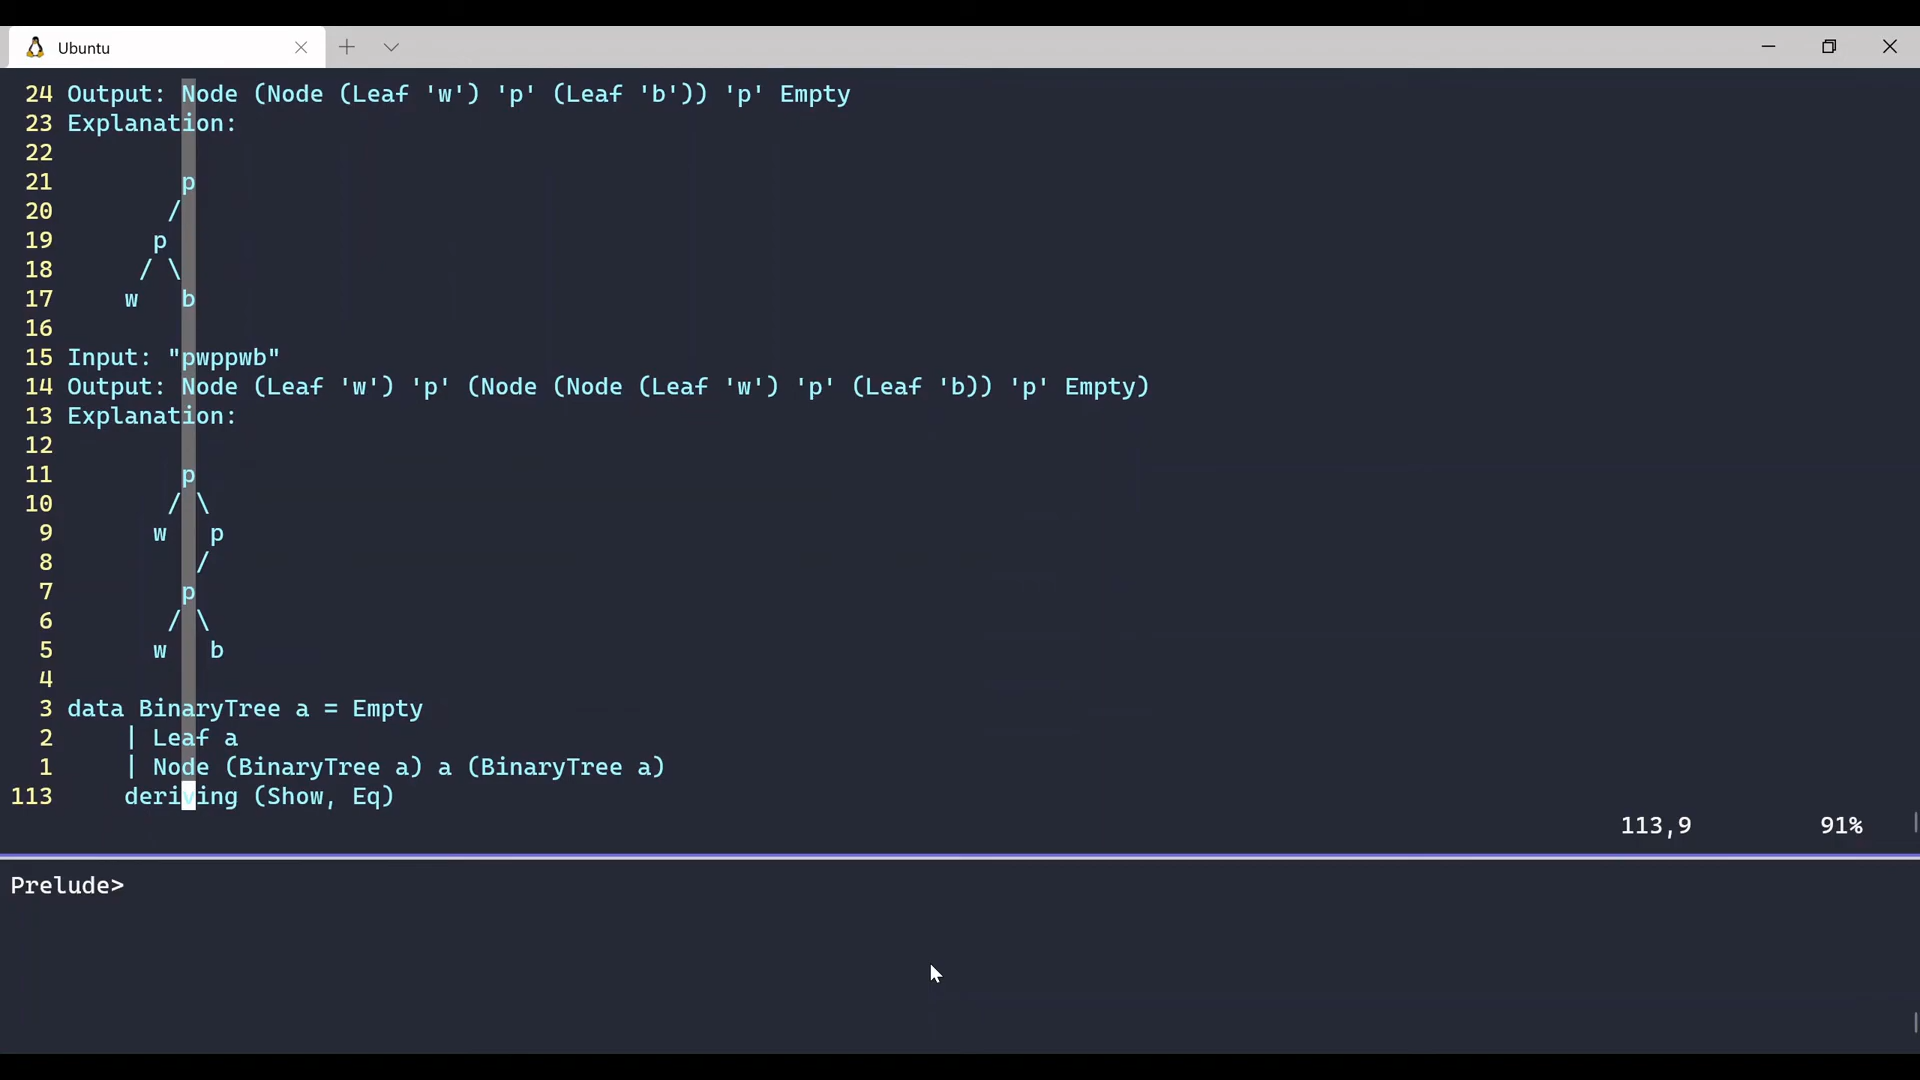 Ubuntu
24 Output: Node (Node (Leaf 'w') 'p' (Leaf 'b')) 'p' Empty
23 Explanation:
22
21         p
20        /
19       p
18      / \
17     w   b
16
15 Input: "pwppwb"
14 Output: Node (Leaf 'w') 'p' (Node (Node (Leaf 'w') 'p' (Leaf 'b)) 'p' Empty)
13 Explanation:
12
11         p
10        / \
9       w   p
8          /
7         p
6        / \
5       w   b
4
3 data BinaryTree a = Empty
2     | Leaf a
1     | Node (BinaryTree a) a (BinaryTree a)
113     deriving (Show, Eq)
113,9 91%
Prelude>